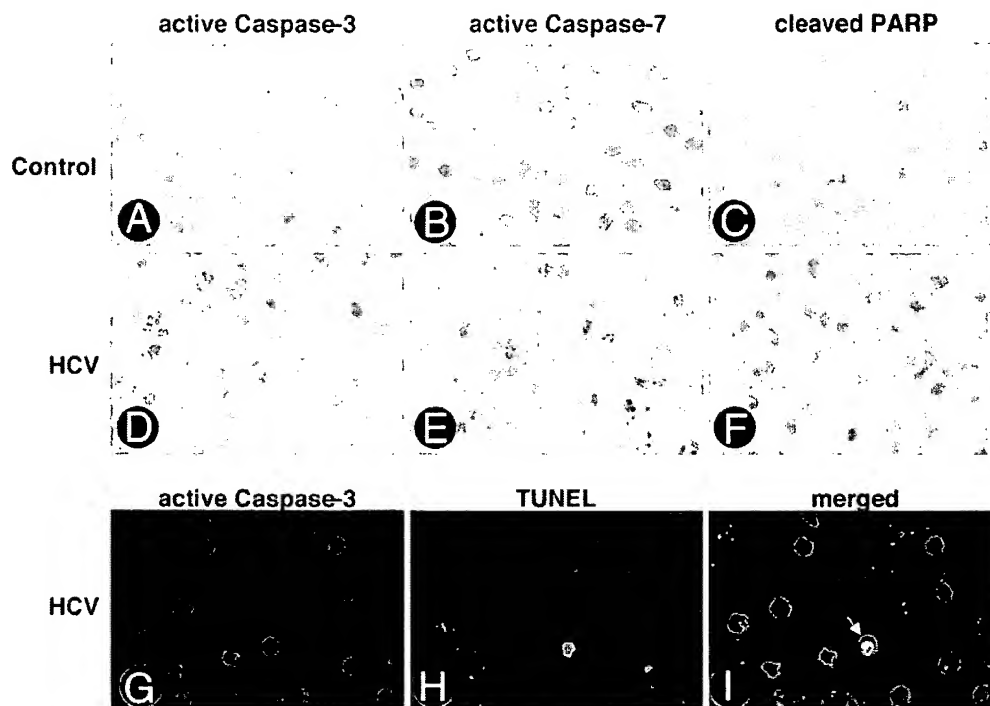 active Caspase-3 active Caspase-7 cleaved PARP
Control
A B C
HCV
D E F
active Caspase-3 TUNEL merged
HCV
G H I